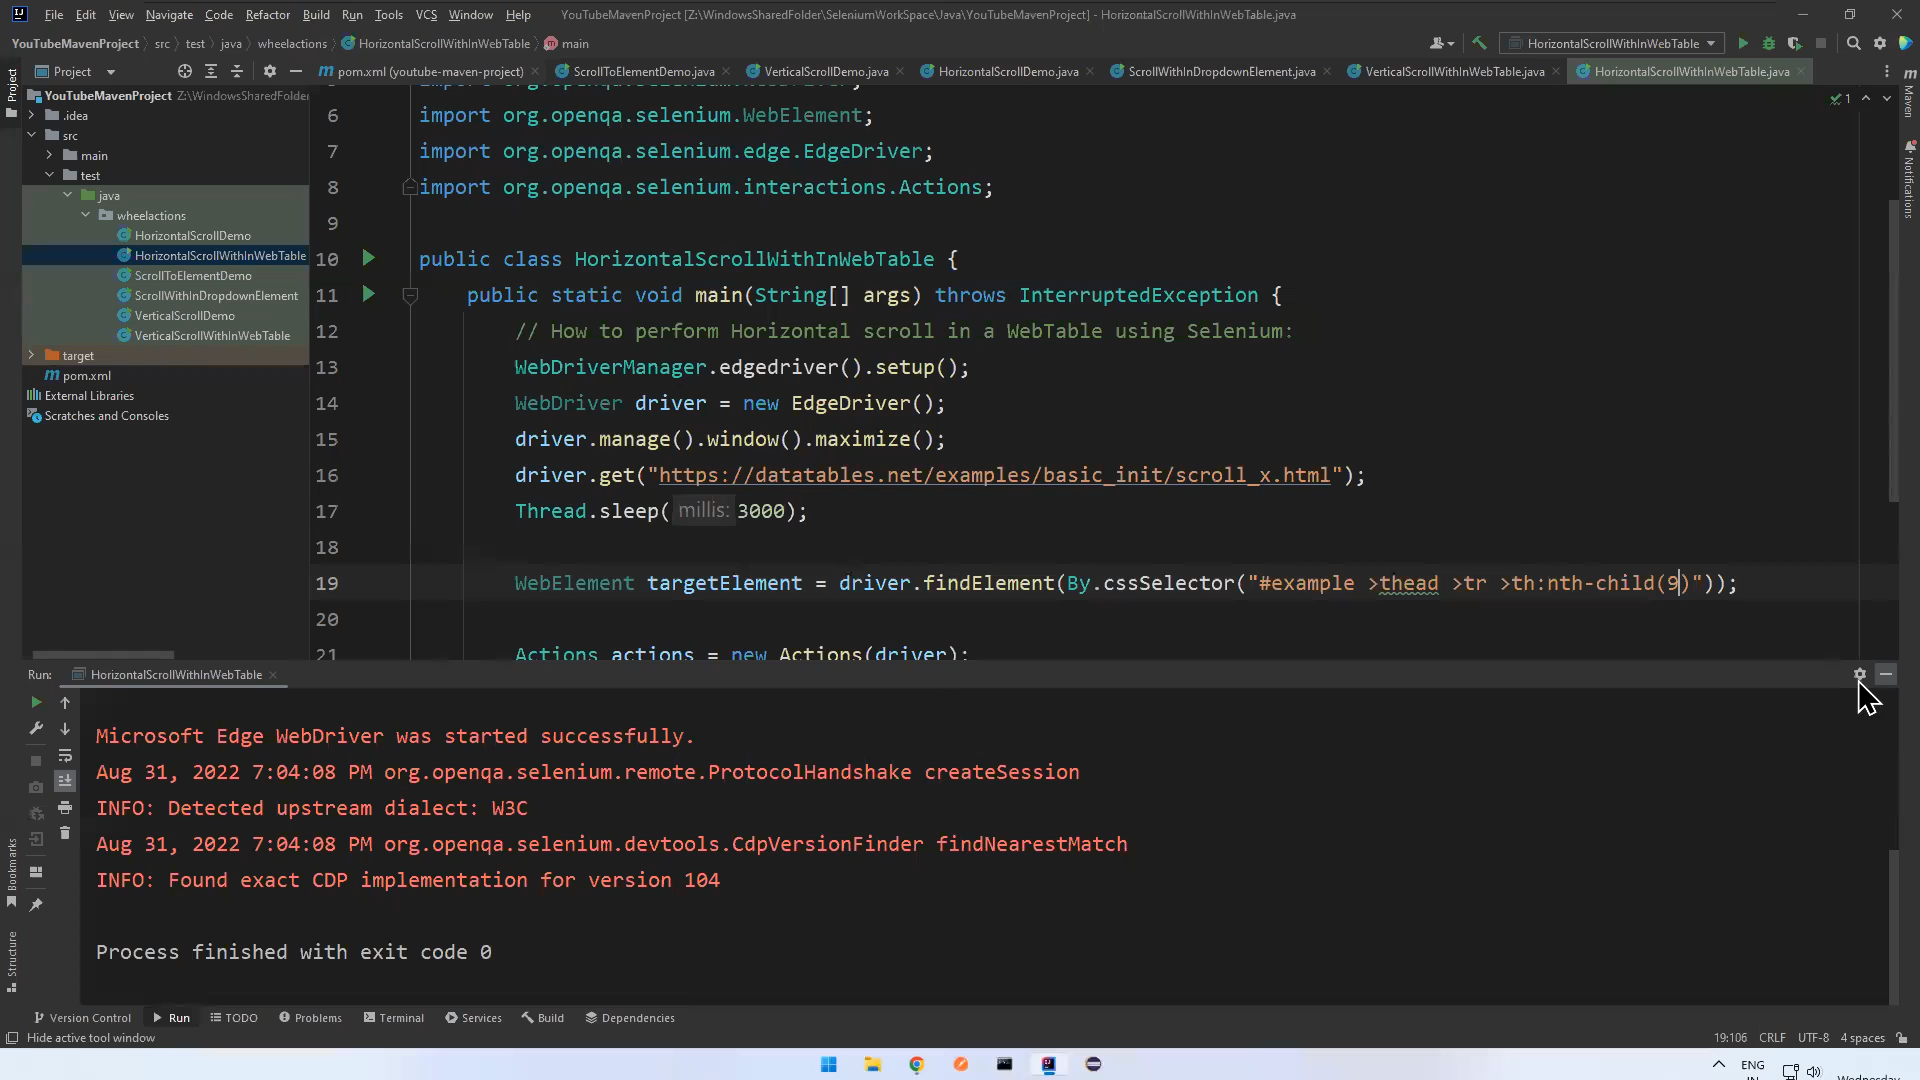 File Edit View Navigate Code Refactor Build Run Tools VCS Window Help YouTubeMavenProject [Z:\WindowsSharedFolder\SeleniumWorkSpace\Java\YouTubeMavenProject] - HorizontalScrollWithInWebTable.java
YouTubeMavenProject src test java wheelactions HorizontalScrollWithInWebTable main HorizontalScrollWithInWebTable
Project pom.xml (youtube-maven-project) ScrollToElementDemo.java VerticalScrollDemo.java HorizontalScrollDemo.java ScrollWithInDropdownElement.java VerticalScrollWithInWebTable.java HorizontalScrollWithInWebTable.java
Project
Maven
Notifications
Bookmarks
Structure
YouTubeMavenProject Z:\WindowsSharedFolder
.idea
src
main
test
java
wheelactions
HorizontalScrollDemo
HorizontalScrollWithInWebTable
ScrollToElementDemo
ScrollWithInDropdownElement
VerticalScrollDemo
VerticalScrollWithInWebTable
target
pom.xml
External Libraries
Scratches and Consoles
1
6 import org.openqa.selenium.WebElement;
7 import org.openqa.selenium.edge.EdgeDriver;
8 import org.openqa.selenium.interactions.Actions;
9
10 public class HorizontalScrollWithInWebTable {
11 public static void main(String[] args) throws InterruptedException {
12 // How to perform Horizontal scroll in a WebTable using Selenium:
13 WebDriverManager.edgedriver().setup();
14 WebDriver driver = new EdgeDriver();
15 driver.manage().window().maximize();
16 driver.get("https://datatables.net/examples/basic_init/scroll_x.html");
17 Thread.sleep( millis: 3000);
18
19 WebElement targetElement = driver.findElement(By.cssSelector("#example >thead >tr >th:nth-child(9)"));
20
21 Actions actions = new Actions(driver);
Run: HorizontalScrollWithInWebTable
Microsoft Edge WebDriver was started successfully.
Aug 31, 2022 7:04:08 PM org.openqa.selenium.remote.ProtocolHandshake createSession
INFO: Detected upstream dialect: W3C
Aug 31, 2022 7:04:08 PM org.openqa.selenium.devtools.CdpVersionFinder findNearestMatch
INFO: Found exact CDP implementation for version 104
Process finished with exit code 0
Version Control Run TODO Problems Terminal Services Build Dependencies
Hide active tool window 19:106 CRLF UTF-8 4 spaces
ENG
IN Wednesday